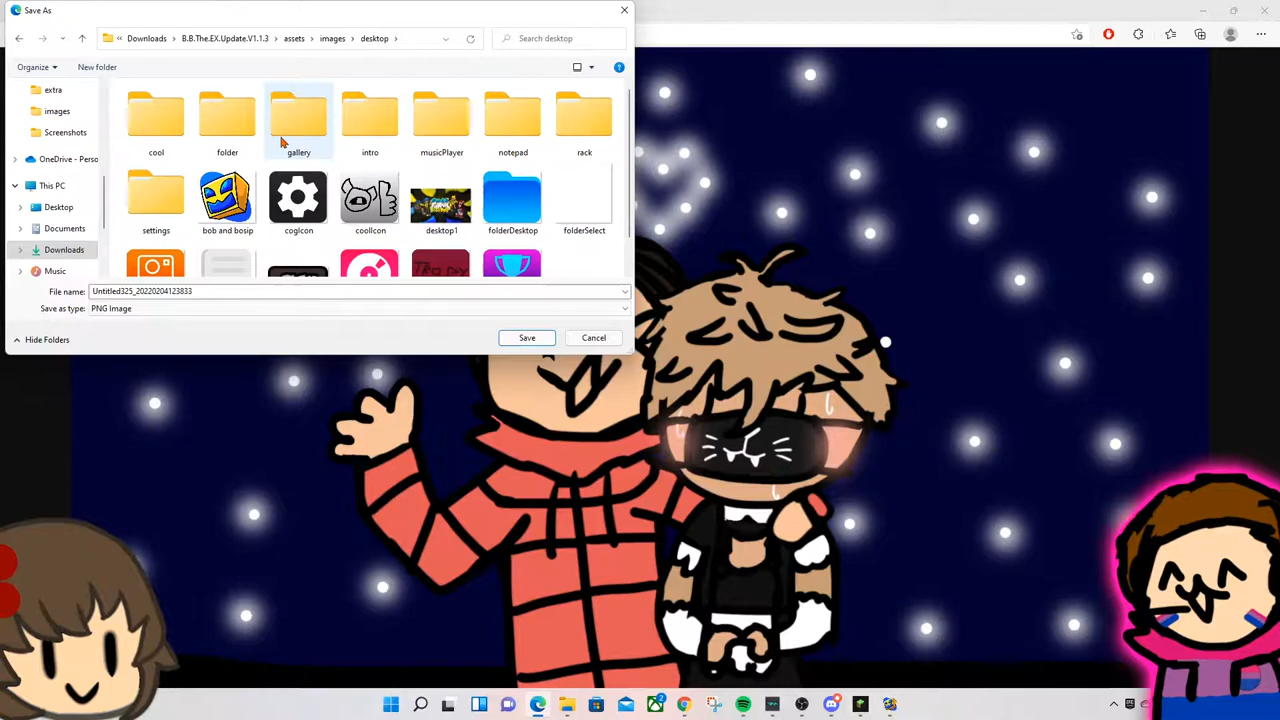 Save As
Downloads
B.B.The.EX.Update.V1.1.3
assets
images
desktop
Search desktop
Organize
New folder
extra
images
Screenshots
OneDrive - Perso
This PC
Desktop
Documents
Downloads
Music
cool
folder
gallery
intro
musicPlayer
notepad
rack
settings
bob and bosip
cogIcon
coolIcon
desktop1
folderDesktop
folderSelect
File name:
Untitled325_20220204123833
Save as type:
PNG Image
Hide Folders
Save
Cancel
2